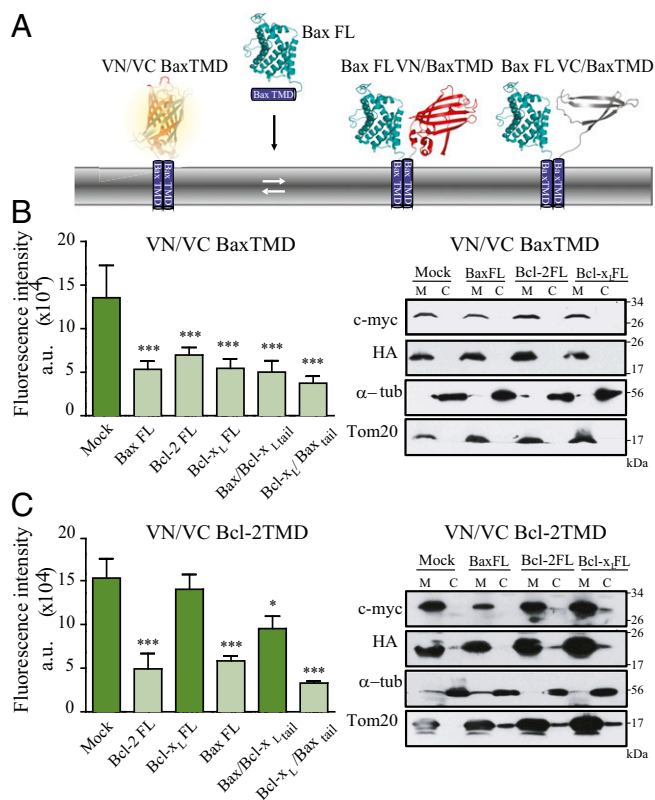 A
Bax FL
VN/VC BaxTMD
Bax TMD
Bax FL VN/BaxTMD
Bax FL VC/BaxTMD
Bax TMD Bax TMD
Bax TMD Bax TMD
Bax TMD Bax TMD
B
VN/VC BaxTMD
Fluorescence intensity
(x10⁴)
a.u.
20
15
10
5
0
*** *** *** *** ***
Mock Bax FL Bcl-2 FL Bcl-xL FL Bax/Bcl-xLtail Bcl-xL/Bax tail
VN/VC BaxTMD
Mock BaxFL Bcl-2FL Bcl-xLFL
M C M C M C M C
c-myc 34
26
HA 26
17
α-tub 56
Tom20 17
kDa
C
VN/VC Bcl-2TMD
Fluorescence intensity
(x10⁴)
a.u.
20
15
10
5
0
*** *** * ***
Mock Bcl-2 FL Bcl-xL FL Bax FL Bax/Bcl-xLtail Bcl-xL/Bax tail
VN/VC Bcl-2TMD
Mock BaxFL Bcl-2FL Bcl-xLFL
M C M C M C M C
c-myc 34
26
HA 26
17
α-tub 56
Tom20 17
kDa